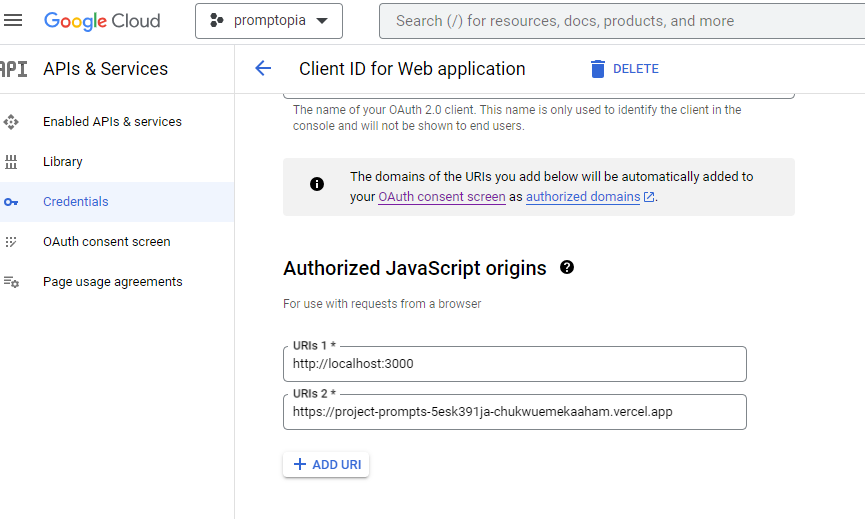 Google Cloud
promptopia
Search (/) for resources, docs, products, and more
API
APIs & Services
Client ID for Web application
DELETE
Enabled APIs & services
Library
Credentials
OAuth consent screen
Page usage agreements
The name of your OAuth 2.0 client. This name is only used to identify the client in the
console and will not be shown to end users.
The domains of the URIs you add below will be automatically added to
your OAuth consent screen as authorized domains.
Authorized JavaScript origins
For use with requests from a browser
URIs 1 *
http://localhost:3000
URIs 2 *
https://project-prompts-5esk391ja-chukwuemekaaham.vercel.app
+ ADD URI